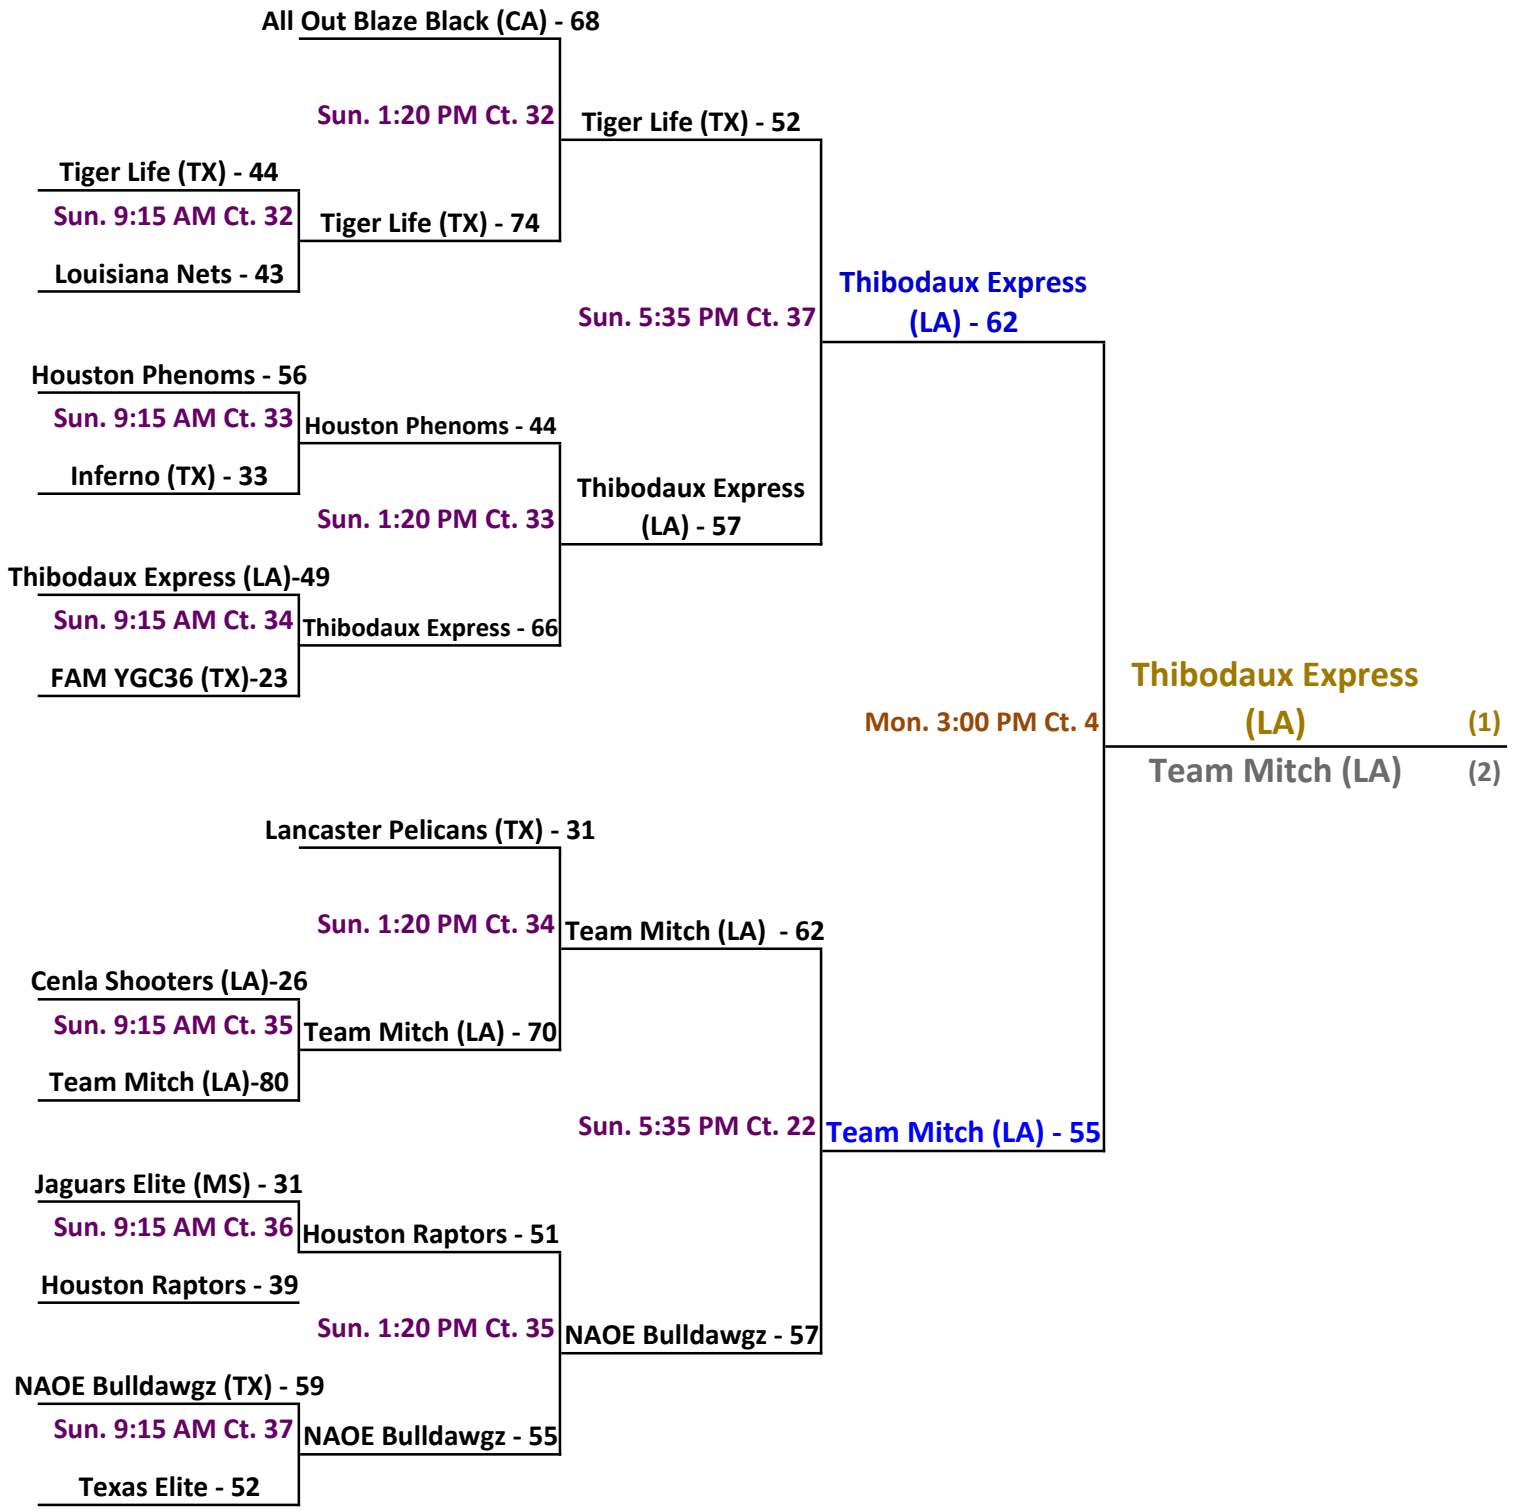 All Out Blaze Black (CA) - 68
Sun. 1:20 PM Ct. 32
Tiger Life (TX) - 52
Tiger Life (TX) - 44
Sun. 9:15 AM Ct. 32
Tiger Life (TX) - 74
Louisiana Nets - 43
Thibodaux Express
(LA) - 62
Sun. 5:35 PM Ct. 37
Houston Phenoms - 56
Sun. 9:15 AM Ct. 33
Houston Phenoms - 44
Inferno (TX) - 33
Thibodaux Express
(LA) - 57
Sun. 1:20 PM Ct. 33
Thibodaux Express (LA)-49
Sun. 9:15 AM Ct. 34
Thibodaux Express - 66
FAM YGC36 (TX)-23
Thibodaux Express
(LA) (1)
Mon. 3:00 PM Ct. 4
Team Mitch (LA) (2)
Lancaster Pelicans (TX) - 31
Sun. 1:20 PM Ct. 34
Team Mitch (LA)  - 62
Cenla Shooters (LA)-26
Sun. 9:15 AM Ct. 35
Team Mitch (LA) - 70
Team Mitch (LA)-80
Sun. 5:35 PM Ct. 22
Team Mitch (LA) - 55
Jaguars Elite (MS) - 31
Sun. 9:15 AM Ct. 36
Houston Raptors - 51
Houston Raptors - 39
Sun. 1:20 PM Ct. 35
NAOE Bulldawgz - 57
NAOE Bulldawgz (TX) - 59
Sun. 9:15 AM Ct. 37
NAOE Bulldawgz - 55
Texas Elite - 52